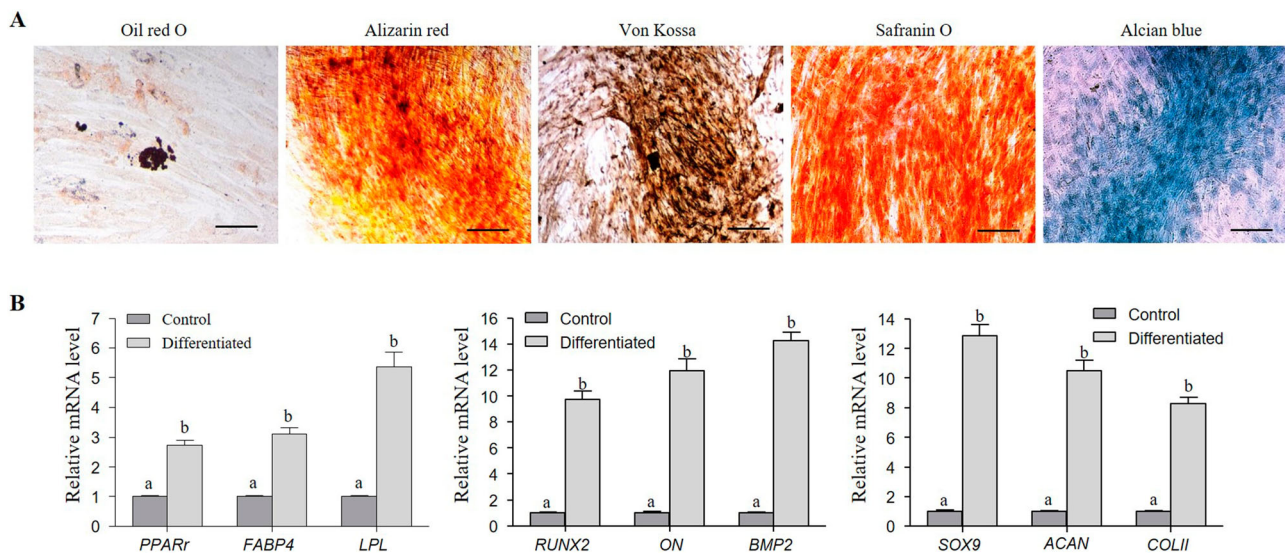 A
Oil red O
Alizarin red
Von Kossa
Safranin O
Alcian blue
B
Relative mRNA level
7
6
5
4
3
2
1
0
Control
Differentiated
a b a b a b
PPARr FABP4 LPL
Relative mRNA level
16
14
12
10
8
6
4
2
0
Control
Differentiated
a b a b a b
RUNX2 ON BMP2
Relative mRNA level
14
12
10
8
6
4
2
0
Control
Differentiated
a b a b a b
SOX9 ACAN COLII